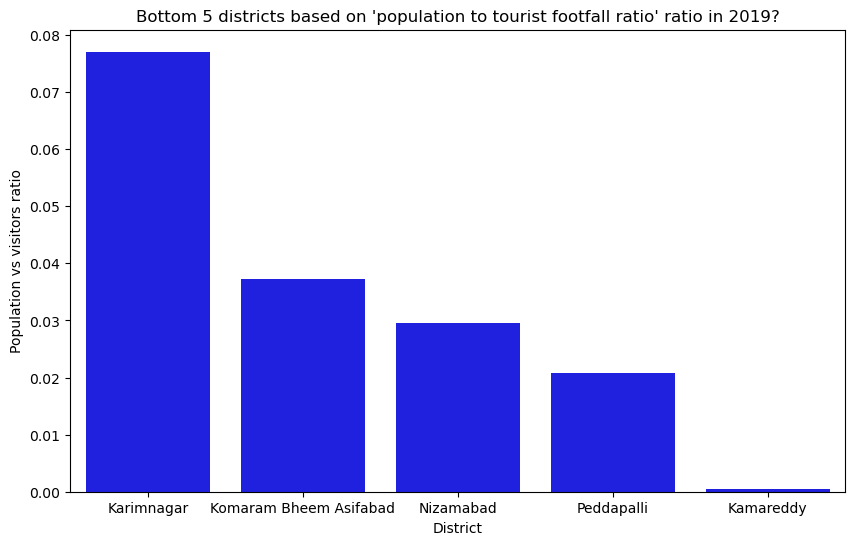 Bottom 5 districts based on 'population to tourist footfall ratio' ratio in 2019?
0.08
0.07
0.06
0.05
0.04
0.03
0.02
0.01
0.00
Population vs visitors ratio
Karimnagar
Komaram Bheem Asifabad
Nizamabad
Peddapalli
Kamareddy
District